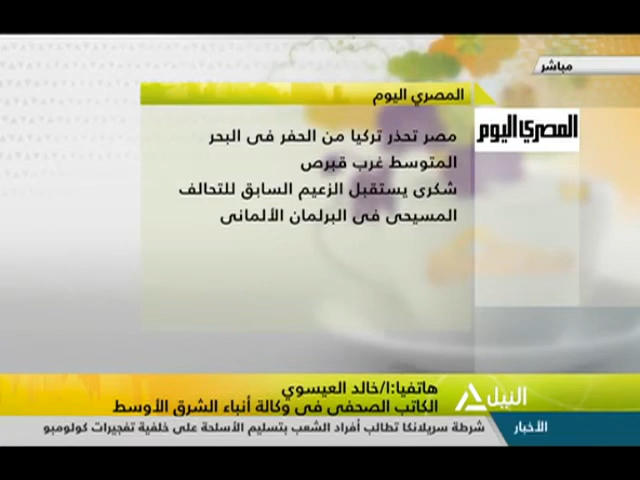 مباشر
المصري اليوم
المصري اليوم
مصر تحذر تركيا من الحفر فى البحر
المتوسط غرب قبرص
شكرى يستقبل الزعيم السابق للتحالف
المسيحى فى البرلمان الألمانى
هاتفيا:ا/خالد العيسوي
الكاتب الصحفى فى وكالة أنباء الشرق الأوسط
النيل
الأخبار
شرطة سريلانكا تطالب أفراد الشعب بتسليم الأسلحة على خلفية تفجيرات كولومبو